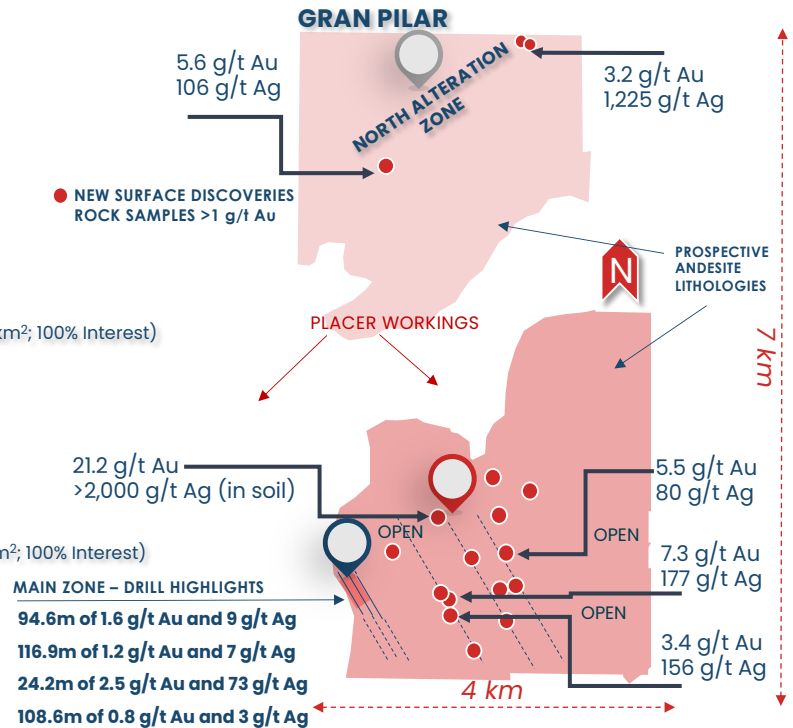 GRAN PILAR
5.6 g/t Au
106 g/t Ag
NORTH ALTERATION
ZONE
3.2 g/t Au
1,225 g/t Ag
NEW SURFACE DISCOVERIES
ROCK SAMPLES >1 g/t Au
N
PROSPECTIVE
ANDESITE
LITHOLOGIES
km²; 100% Interest)
PLACER WORKINGS
7 km
21.2 g/t Au
>2,000 g/t Ag (in soil)
5.5 g/t Au
80 g/t Ag
OPEN
OPEN
m²; 100% Interest)
7.3 g/t Au
177 g/t Ag
MAIN ZONE – DRILL HIGHLIGHTS
94.6m of 1.6 g/t Au and 9 g/t Ag
OPEN
116.9m of 1.2 g/t Au and 7 g/t Ag
3.4 g/t Au
156 g/t Ag
24.2m of 2.5 g/t Au and 73 g/t Ag
4 km
108.6m of 0.8 g/t Au and 3 g/t Ag